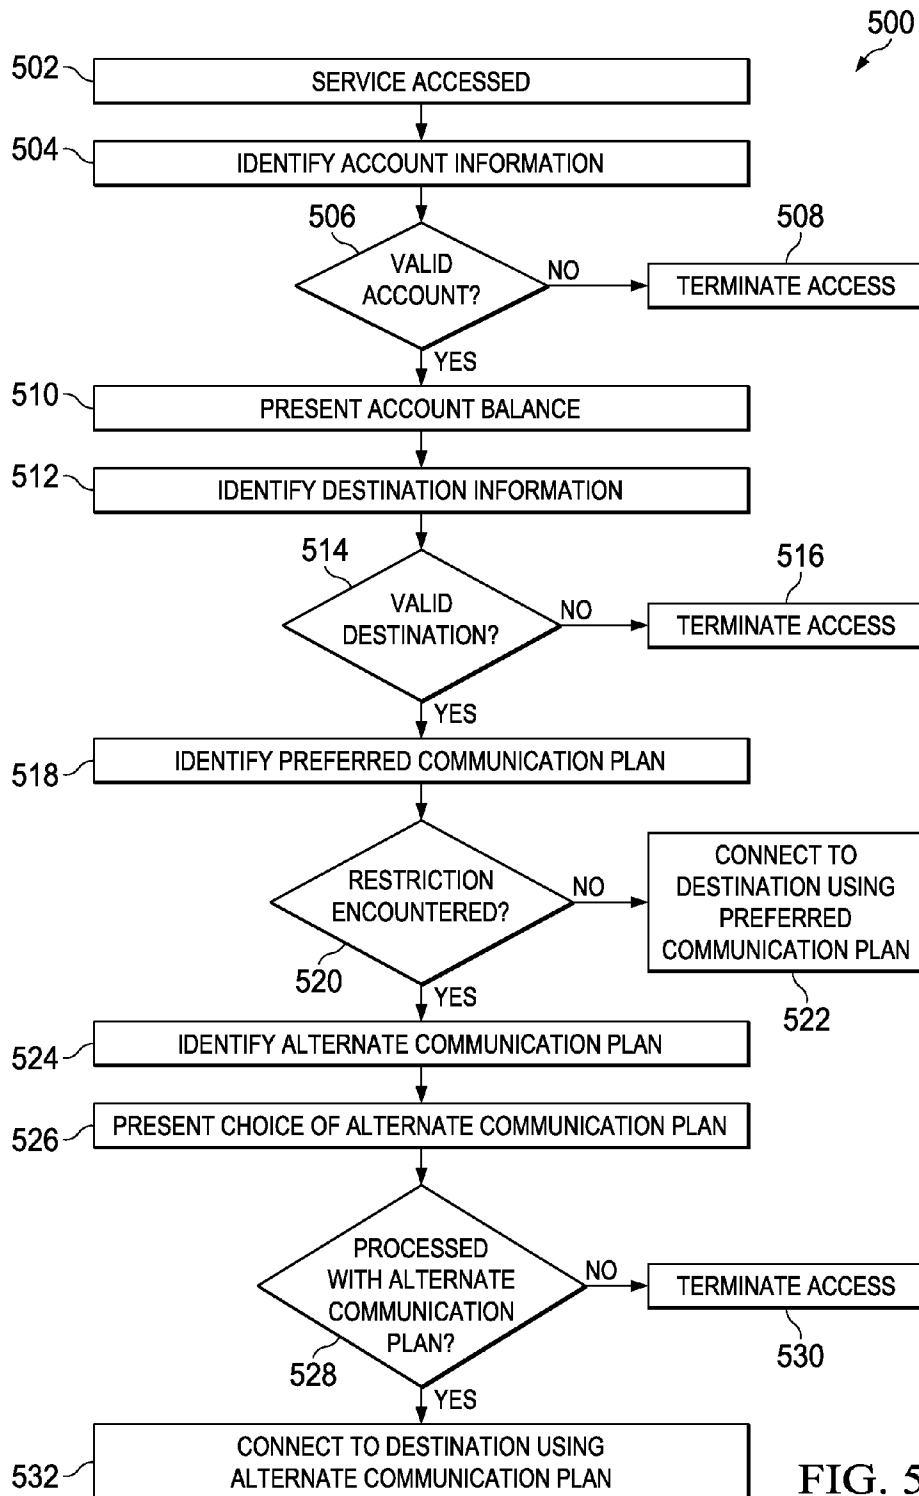 500
502
SERVICE ACCESSED
504
IDENTIFY ACCOUNT INFORMATION
506
VALID
ACCOUNT?
NO
508
TERMINATE ACCESS
YES
510
PRESENT ACCOUNT BALANCE
512
IDENTIFY DESTINATION INFORMATION
514
VALID
DESTINATION?
NO
516
TERMINATE ACCESS
YES
518
IDENTIFY PREFERRED COMMUNICATION PLAN
RESTRICTION
ENCOUNTERED?
520
NO
CONNECT TO
DESTINATION USING
PREFERRED
COMMUNICATION PLAN
522
YES
524
IDENTIFY ALTERNATE COMMUNICATION PLAN
526
PRESENT CHOICE OF ALTERNATE COMMUNICATION PLAN
PROCESSED
WITH ALTERNATE
COMMUNICATION
PLAN?
528
NO
TERMINATE ACCESS
530
YES
532
CONNECT TO DESTINATION USING
ALTERNATE COMMUNICATION PLAN
FIG. 5